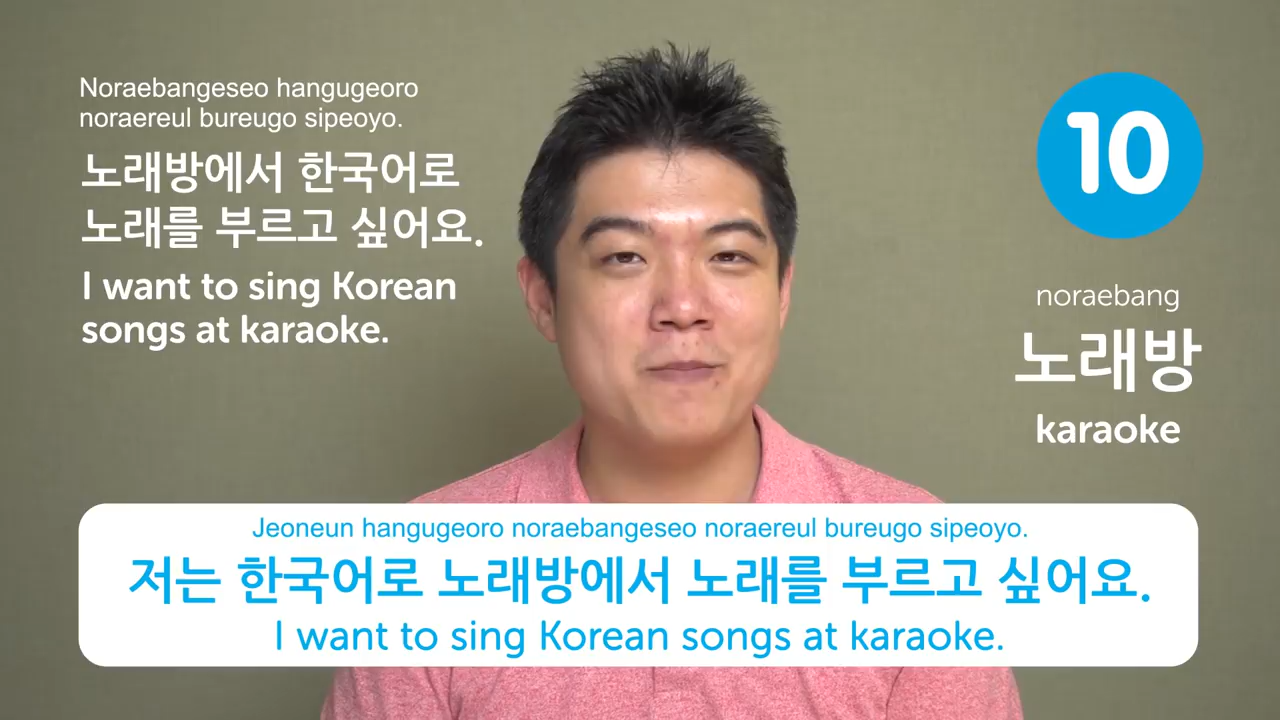 Noraebangeseo hangugeoro
noraereul bureugo sipeoyo.
노래방에서 한국어로
노래를 부르고 싶어요.
I want to sing Korean
songs at karaoke.
10
noraebang
노래방
karaoke
Jeoneun hangugeoro noraebangeseo noraereul bureugo sipeoyo.
저는 한국어로 노래방에서 노래를 부르고 싶어요.
I want to sing Korean songs at karaoke.